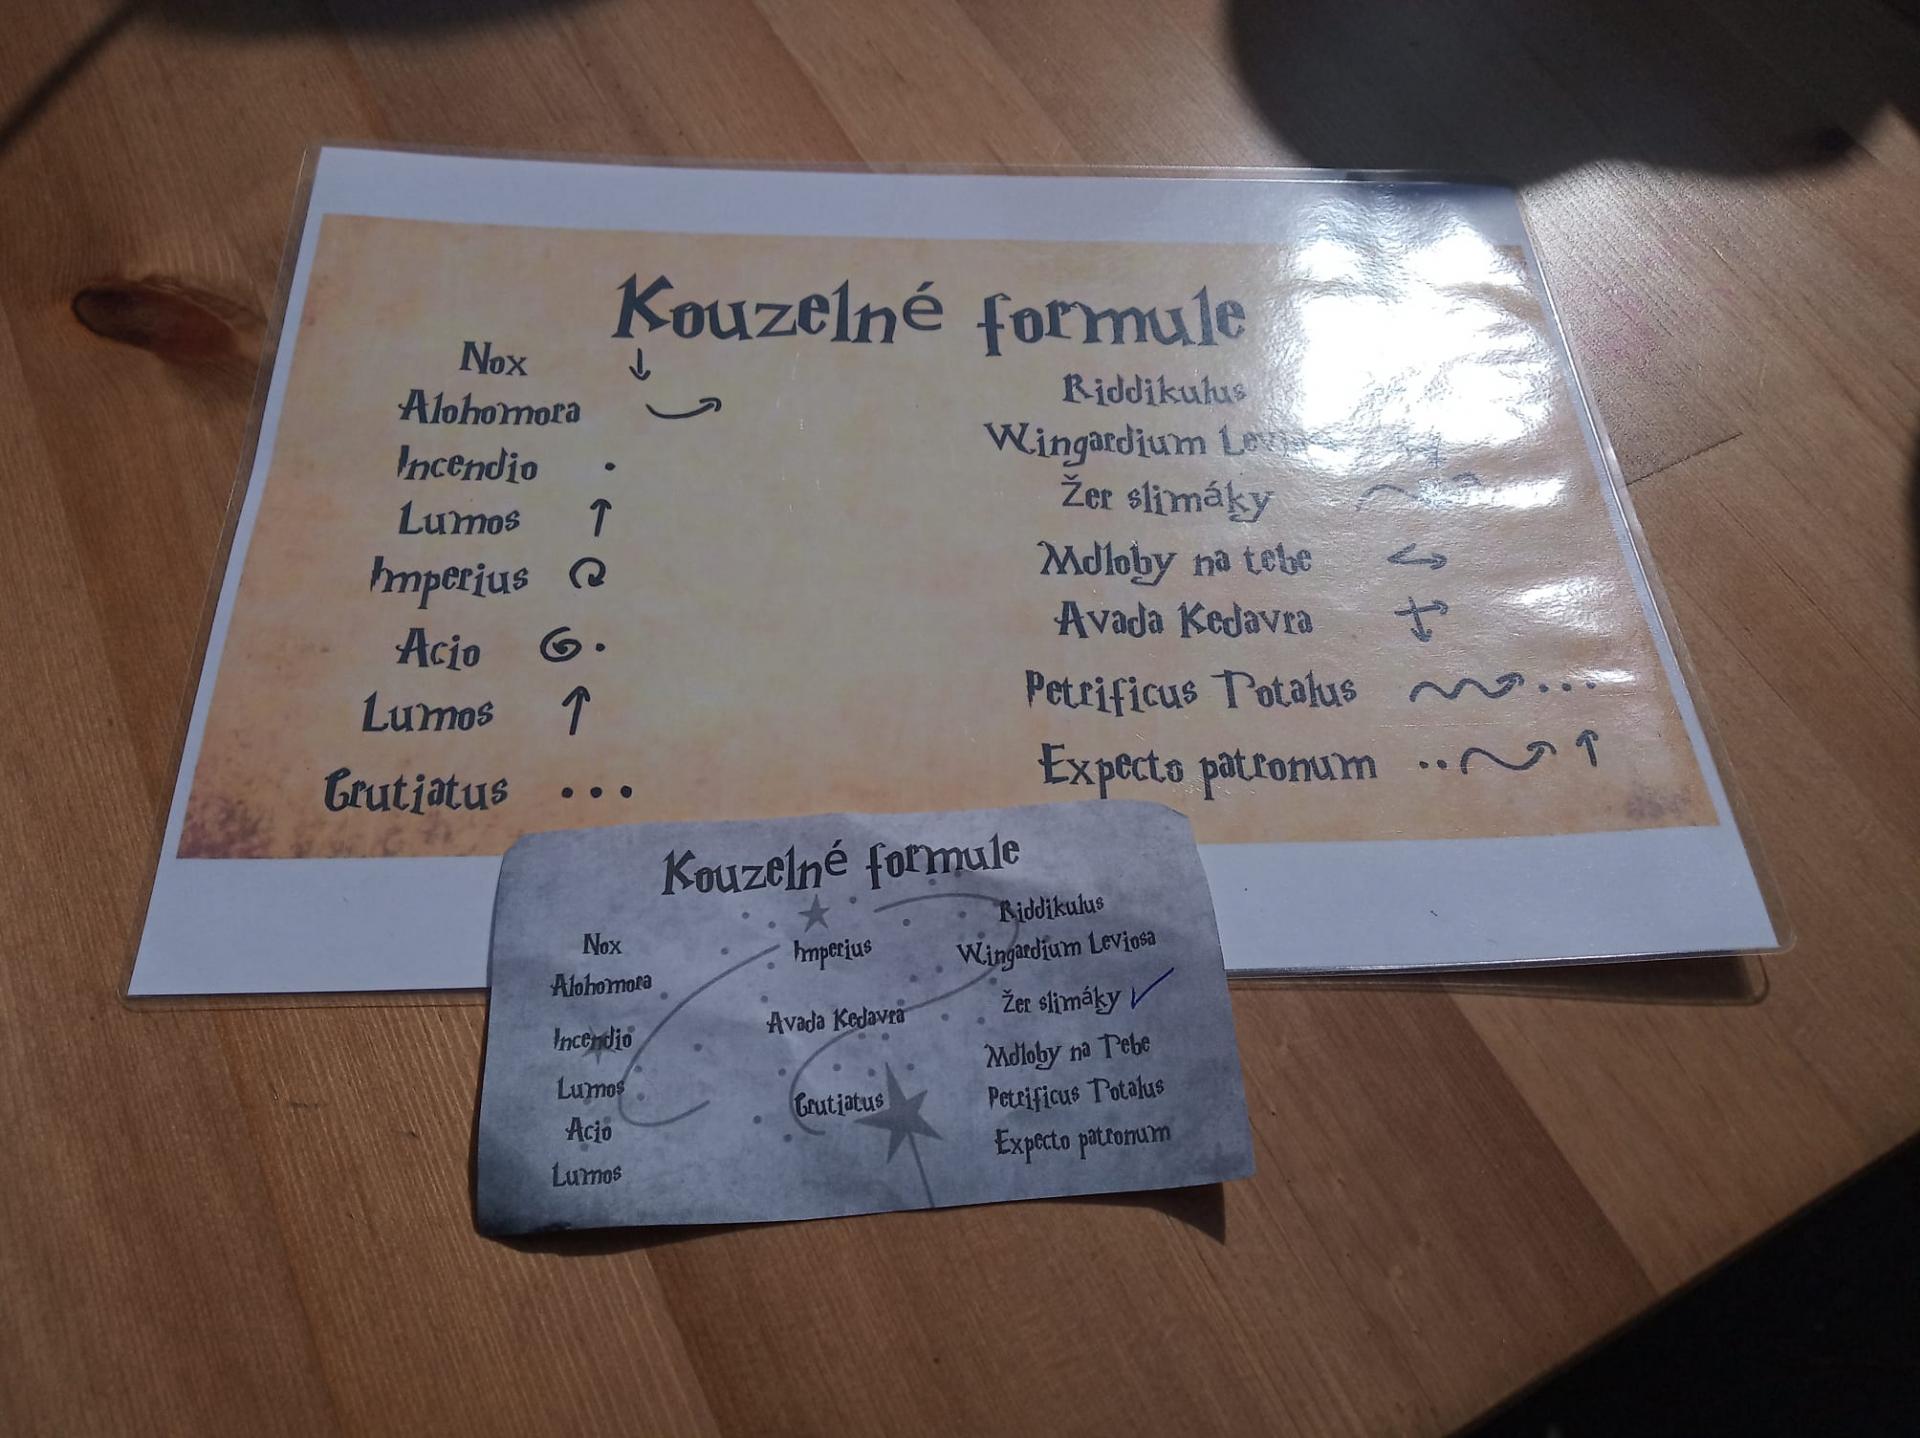 Kouzelné formule
Nox
Alohomora
Incendio
Lumos
Imperius
Acio
Lumos
Crutiatus
Riddikulus
Wingardium
Žer slimáky
Mdloby na tebe
Avada Kedavra
Petrificus Totalus
Expecto patronum
Kouzelné formule
Nox
Alohomora
Incendio
Lumos
Acio
Lumos
Imperius
Avada Kedavra
Crutiatus
Riddikulus
Wingardium Leviosa
Žer slimáky
Mdloby na Tebe
Petrificus Totalus
Expecto patronum